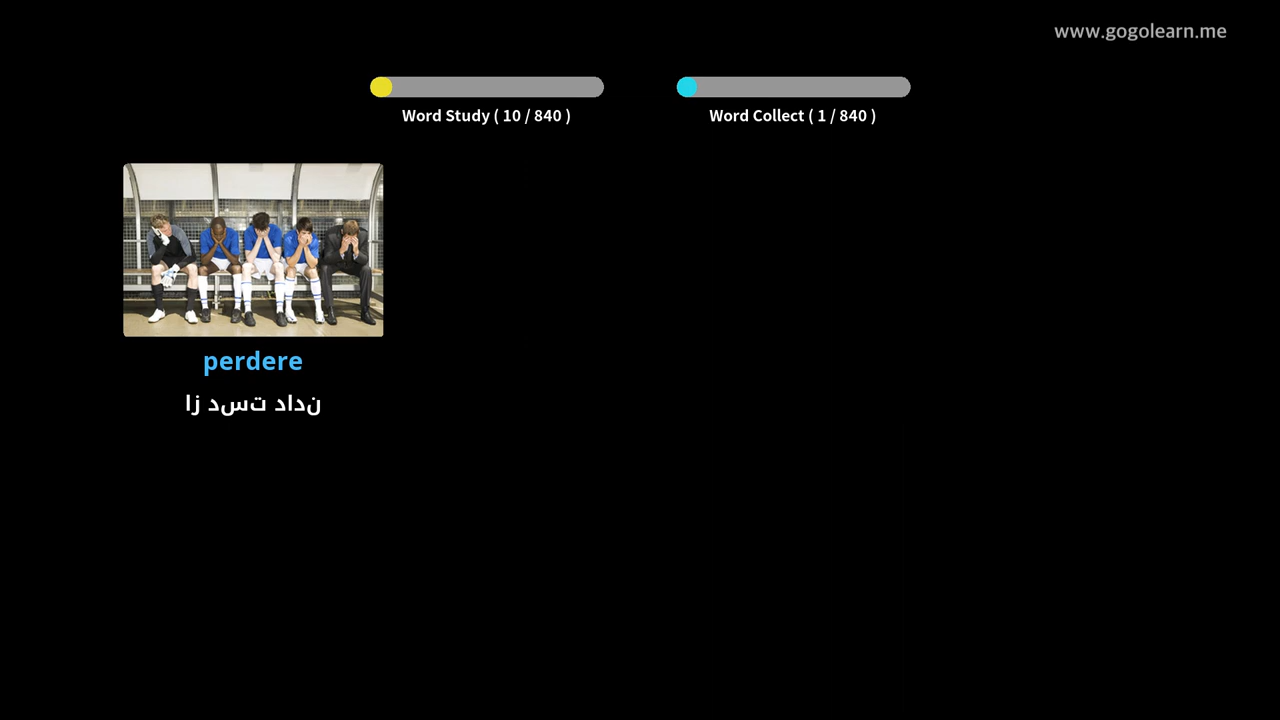 www.gogolearn.me
Word Study ( 10 / 840 )
Word Collect ( 1 / 840 )
perdere
از دست دادن